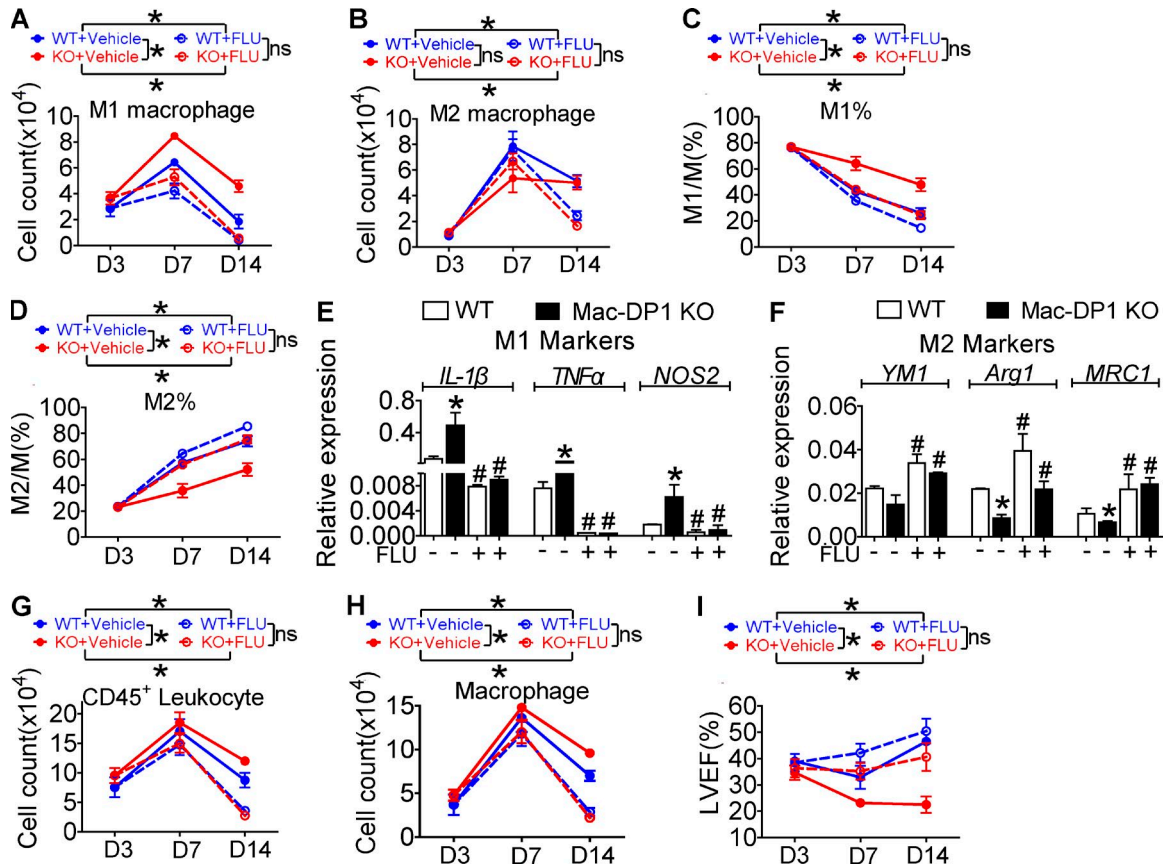 A
*
WT+Vehicle * WT+FLU ns
KO+Vehicle KO+FLU
*
M1 macrophage
Cell count(x10⁴)
10
8
6
4
2
0
D3 D7 D14
B
*
WT+Vehicle ns WT+FLU ns
KO+Vehicle KO+FLU
*
M2 macrophage
Cell count(x10⁴)
10
8
6
4
2
0
D3 D7 D14
C
*
WT+Vehicle * WT+FLU ns
KO+Vehicle KO+FLU
*
M1%
M1/M(%)
100
80
60
40
20
0
D3 D7 D14
D
*
WT+Vehicle * WT+FLU ns
KO+Vehicle KO+FLU
*
M2%
M2/M(%)
100
80
60
40
20
0
D3 D7 D14
E
WT Mac-DP1 KO
M1 Markers
IL-1β TNFα NOS2
Relative expression
0.8
0.4
0.008
0.004
0.000
* # # * # # * # #
FLU - - + + - - + + - - + +
F
WT Mac-DP1 KO
M2 Markers
YM1 Arg1 MRC1
Relative expression
0.06
0.04
0.02
0.00
# # * # # * # #
FLU - - + + - - + + - - + +
G
*
WT+Vehicle * WT+FLU ns
KO+Vehicle KO+FLU
*
CD45⁺ Leukocyte
Cell count(x10⁴)
20
15
10
5
0
D3 D7 D14
H
*
WT+Vehicle * WT+FLU ns
KO+Vehicle KO+FLU
*
Macrophage
Cell count(x10⁴)
15
10
5
0
D3 D7 D14
I
*
WT+Vehicle * WT+FLU ns
KO+Vehicle KO+FLU
*
LVEF(%)
60
50
40
30
20
10
D3 D7 D14